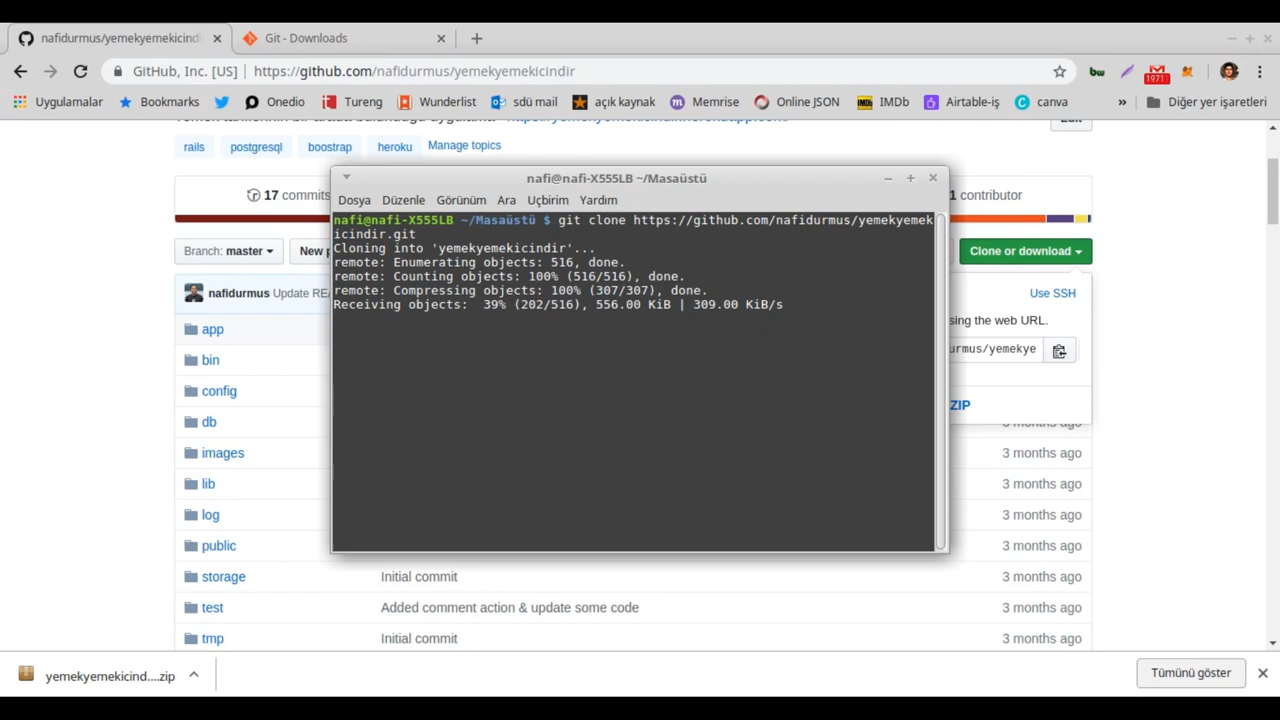 nafidurmus/yemekyemekicindi
Git - Downloads
GitHub, Inc. [US]
https://github.com/nafidurmus/yemekyemekicindir
1971
Uygulamalar
Bookmarks
Onedio
Tureng
Wunderlist
sdü mail
açık kaynak
Memrise
Online JSON
IMDb
Airtable-iş
canva
»
Diğer yer işaretleri
rails
postgresql
boostrap
heroku
Manage topics
17 commits
1 contributor
Branch: master
New p
Clone or download
nafidurmus Update REA
Use SSH
sing the web URL.
urmus/yemekye
ZIP
app
bin
config
db
3 months ago
images
3 months ago
lib
3 months ago
log
3 months ago
public
3 months ago
storage
Initial commit
3 months ago
test
Added comment action & update some code
3 months ago
tmp
Initial commit
3 months ago
nafi@nafi-X555LB ~/Masaüstü
Dosya Düzenle Görünüm Ara Uçbirim Yardım
nafi@nafi-X555LB ~/Masaüstü $ git clone https://github.com/nafidurmus/yemekyemek
icindir.git
Cloning into 'yemekyemekicindir'...
remote: Enumerating objects: 516, done.
remote: Counting objects: 100% (516/516), done.
remote: Compressing objects: 100% (307/307), done.
Receiving objects:  39% (202/516), 556.00 KiB | 309.00 KiB/s
yemekyemekicind....zip
Tümünü göster